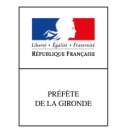 Liberté • Égalité • Fraternité
RÉPUBLIQUE FRANÇAISE
PRÉFÈTE
DE LA GIRONDE